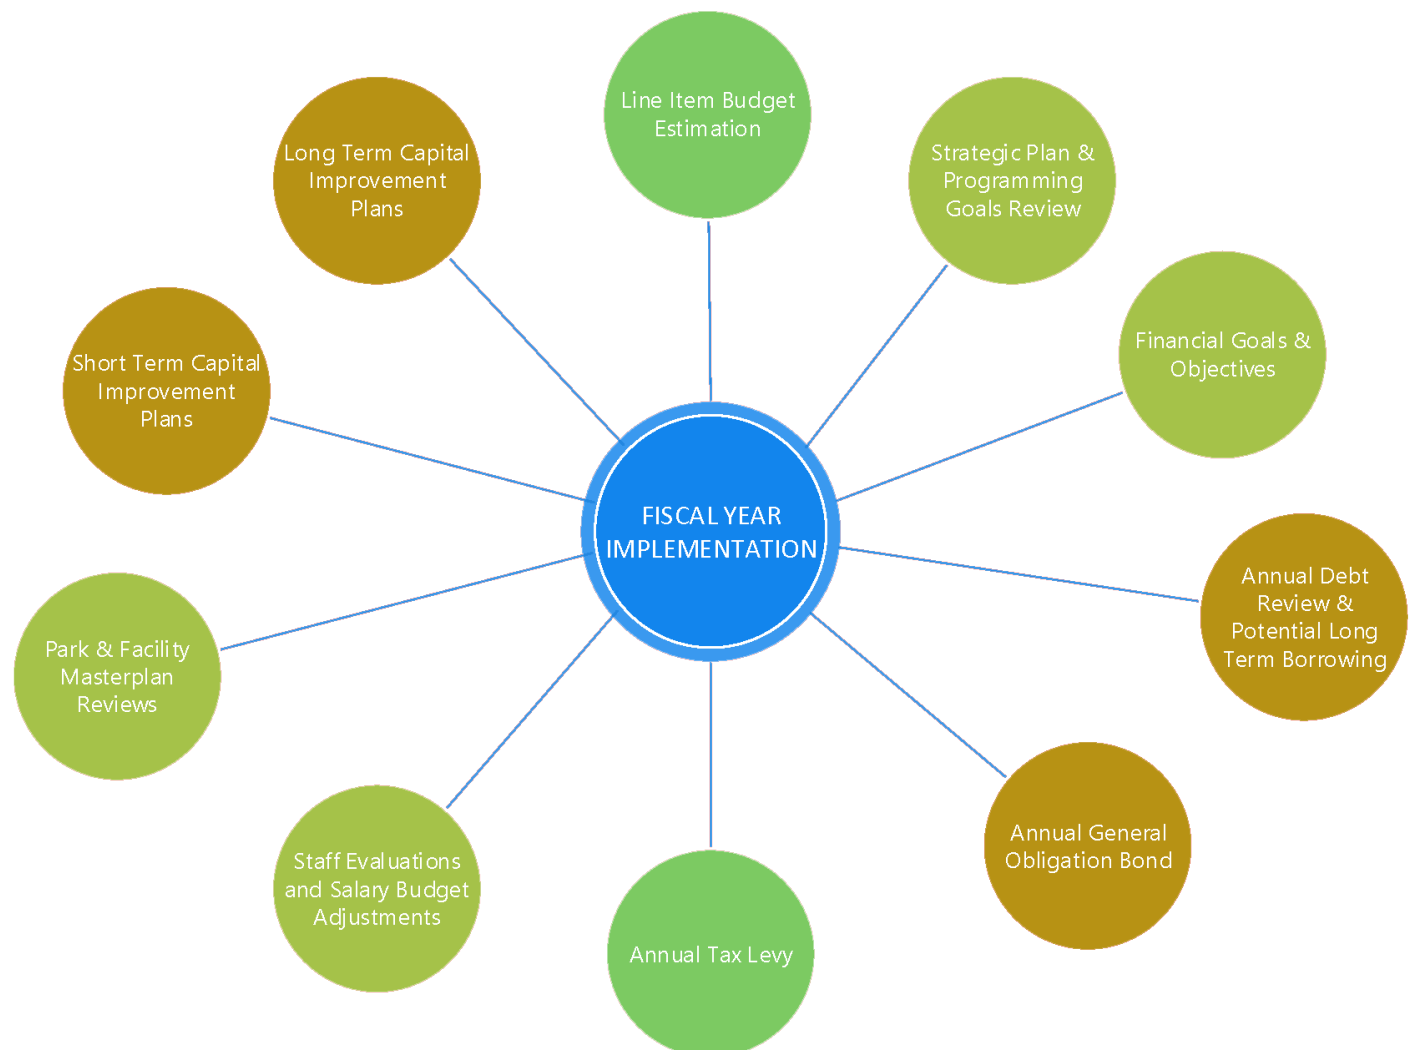 Line Item Budget
Estimation
Strategic Plan &
Programming
Goals Review
Financial Goals &
Objectives
Annual Debt
Review &
Potential Long
Term Borrowing
Annual General
Obligation Bond
Annual Tax Levy
Staff Evaluations
and Salary Budget
Adjustments
Park & Facility
Masterplan
Reviews
Short Term Capital
Improvement
Plans
Long Term Capital
Improvement
Plans
FISCAL YEAR
IMPLEMENTATION